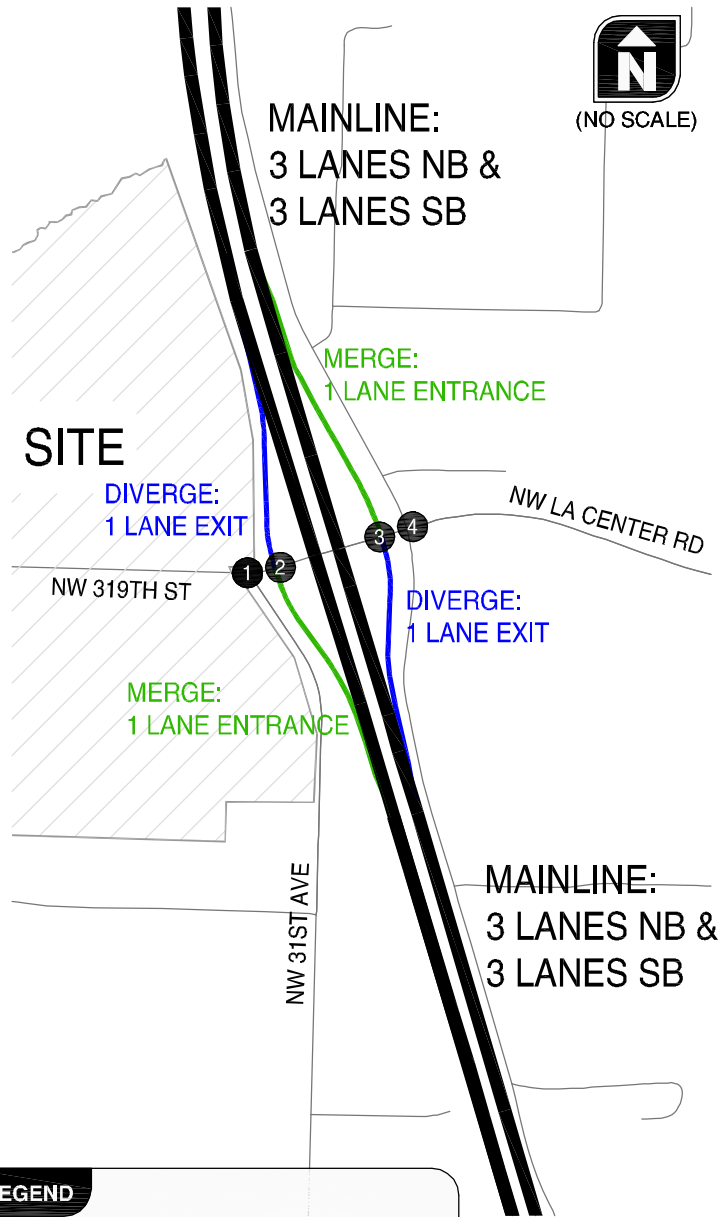 N
(NO SCALE)
MAINLINE:
3 LANES NB &
3 LANES SB
MERGE:
1 LANE ENTRANCE
SITE
DIVERGE:
1 LANE EXIT
NW LA CENTER RD
3
4
1
2
NW 319TH ST
DIVERGE:
1 LANE EXIT
MERGE:
1 LANE ENTRANCE
NW 31ST AVE
MAINLINE:
3 LANES NB &
3 LANES SB
EGEND